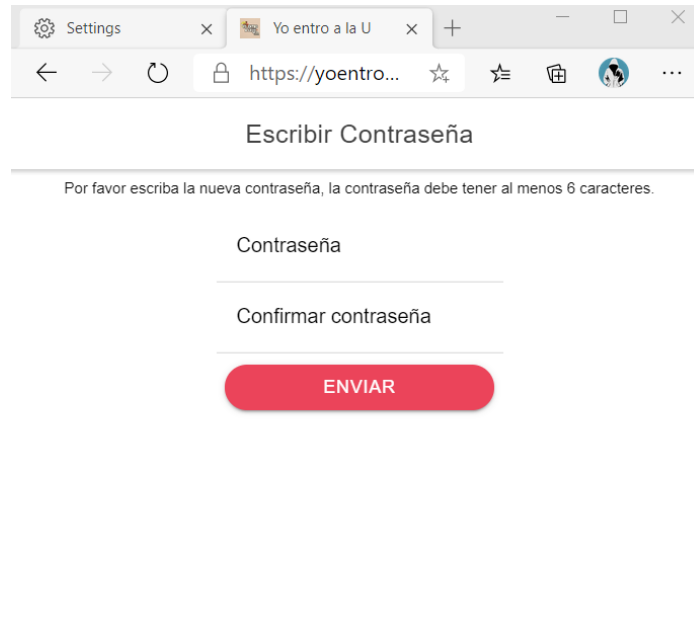 Settings
Yo entro a la U
https://yoentro...
Escribir Contraseña
Por favor escriba la nueva contraseña, la contraseña debe tener al menos 6 caracteres.
Contraseña
Confirmar contraseña
ENVIAR